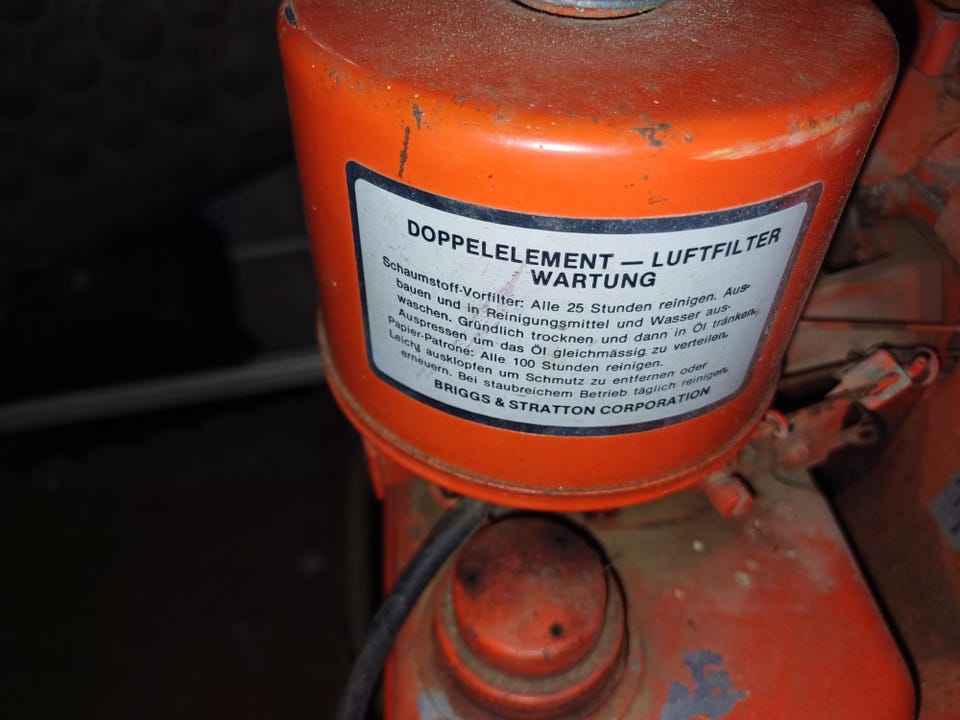 DOPPELELEMENT — LUFTFILTER
WARTUNG
Schaumstoff-Vorfilter: Alle 25 Stunden reinigen. Aus-
bauen und in Reinigungsmittel und Wasser aus-
waschen. Gründlich trocknen und dann in Öl tränken,
Auspressen um das Öl gleichmässig zu verteilen.
Papier-Patrone: Alle 100 Stunden reinigen.
Leicht ausklopfen um Schmutz zu entfernen oder
erneuern. Bei staubreichem Betrieb täglich reinigen.
BRIGGS & STRATTON CORPORATION